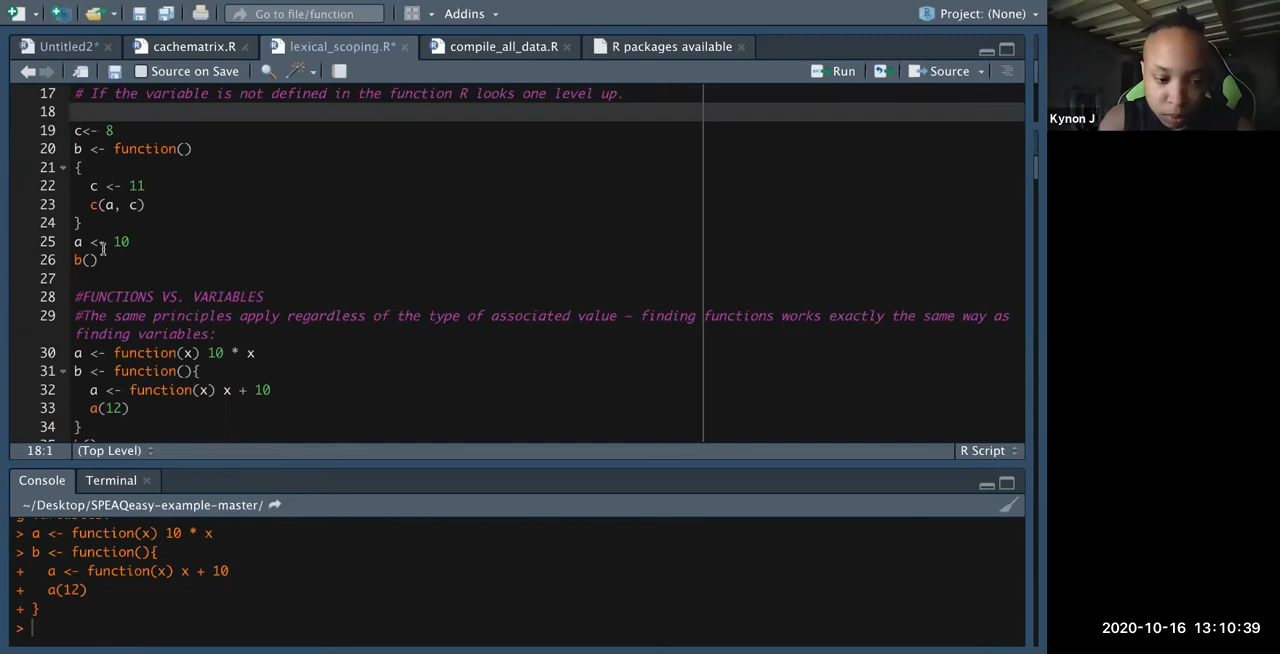 Go to file/function
Addins
Project: (None)
Untitled2*
cachematrix.R
lexical_scoping.R*
compile_all_data.R
R packages available
Source on Save
Run
Source
17 # If the variable is not defined in the function R looks one level up.
18
19 c<- 8
20 b <- function()
21 {
22 c <- 11
23 c(a, c)
24 }
25 a <- 10
26 b()
27
28 #FUNCTIONS VS. VARIABLES
29 #The same principles apply regardless of the type of associated value — finding functions works exactly the same way as
finding variables:
30 a <- function(x) 10 * x
31 b <- function(){
32 a <- function(x) x + 10
33 a(12)
34 }
18:1 (Top Level) R Script
Console Terminal
~/Desktop/SPEAQeasy-example-master/
> a <- function(x) 10 * x
> b <- function(){
+ a <- function(x) x + 10
+ a(12)
+ }
>
Kynon J
2020-10-16 13:10:39